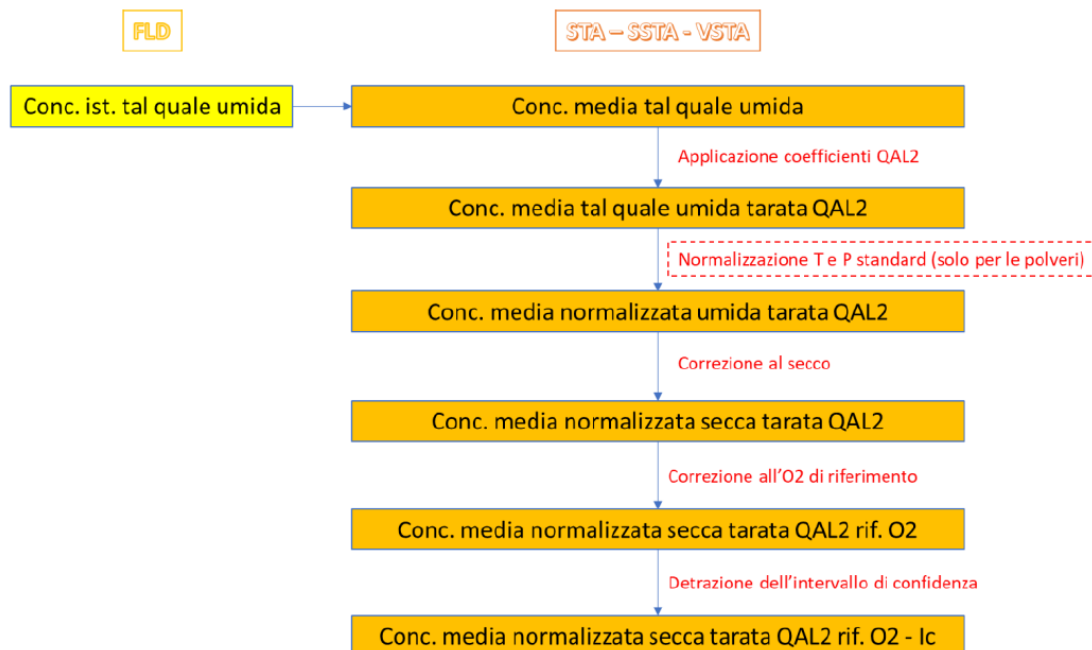 FLD
STA – SSTA - VSTA
Conc. ist. tal quale umida
Conc. media tal quale umida
Applicazione coefficienti QAL2
Conc. media tal quale umida tarata QAL2
Normalizzazione T e P standard (solo per le polveri)
Conc. media normalizzata umida tarata QAL2
Correzione al secco
Conc. media normalizzata secca tarata QAL2
Correzione all'O2 di riferimento
Conc. media normalizzata secca tarata QAL2 rif. O2
Detrazione dell'intervallo di confidenza
Conc. media normalizzata secca tarata QAL2 rif. O2 - Ic